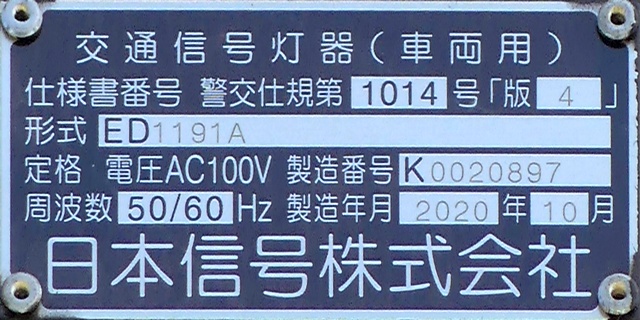 交通信号灯器(車両用)
仕様書番号 警交仕規第 1014 号「版 4 」
形式 ED1191A
定格 電圧AC100V 製造番号 K0020897
周波数 50/60 Hz 製造年月 2020 年 10 月
日本信号株式会社